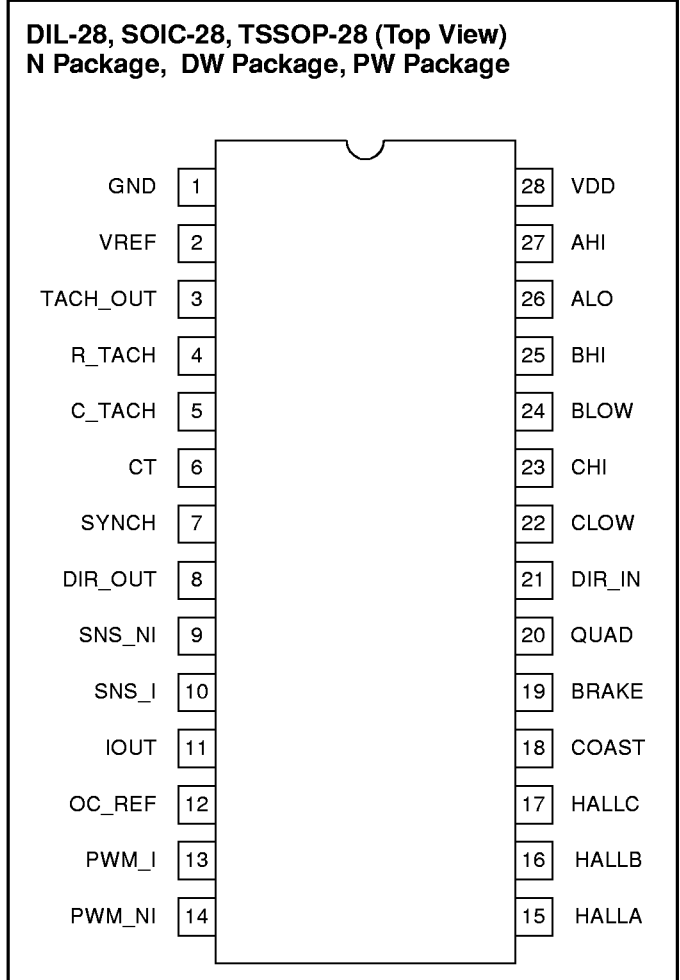 DIL-28, SOIC-28, TSSOP-28 (Top View)
N Package, DW Package, PW Package
GND 1 28 VDD
VREF 2 27 AHI
TACH_OUT 3 26 ALO
R_TACH 4 25 BHI
C_TACH 5 24 BLOW
CT 6 23 CHI
SYNCH 7 22 CLOW
DIR_OUT 8 21 DIR_IN
SNS_NI 9 20 QUAD
SNS_I 10 19 BRAKE
IOUT 11 18 COAST
OC_REF 12 17 HALLC
PWM_I 13 16 HALLB
PWM_NI 14 15 HALLA